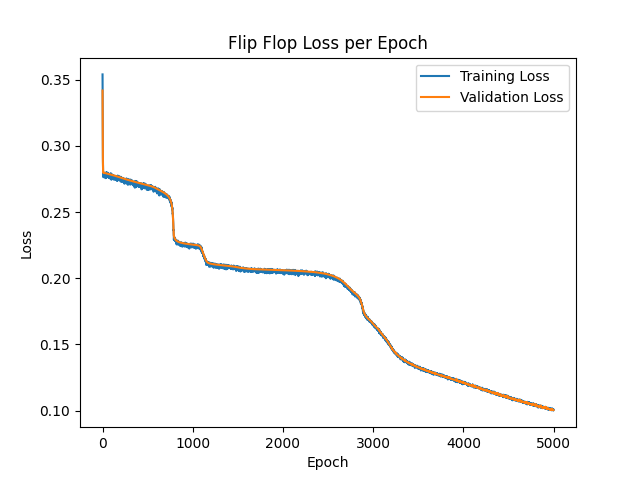 Flip Flop Loss per Epoch
Training Loss
Validation Loss
0.35
0.30
0.25
0.20
0.15
0.10
Loss
0
1000
2000
3000
4000
5000
Epoch